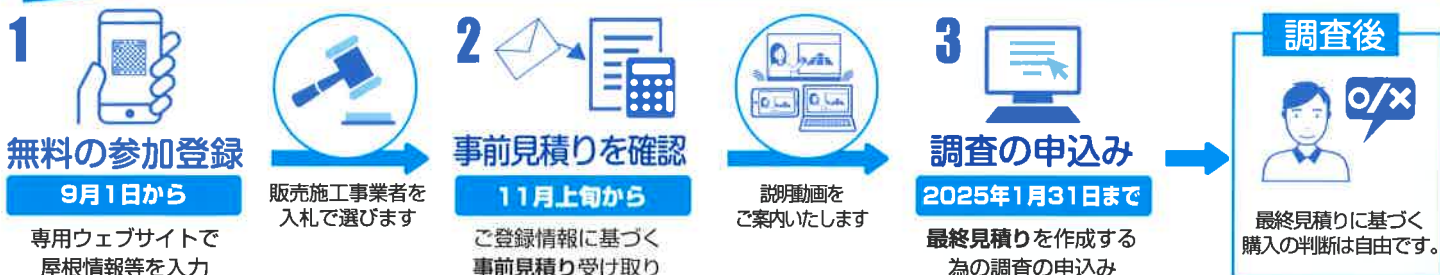 1
無料の参加登録
9月1日から
専用ウェブサイトで
屋根情報等を入力
販売施工事業者を
入札で選びます
2
事前見積りを確認
11月上旬から
ご登録情報に基づく
事前見積り受け取り
説明動画を
ご案内いたします
3
調査の申込み
2025年1月31日まで
最終見積りを作成する
為の調査の申込み
調査後
o/x
最終見積りに基づく
購入の判断は自由です。